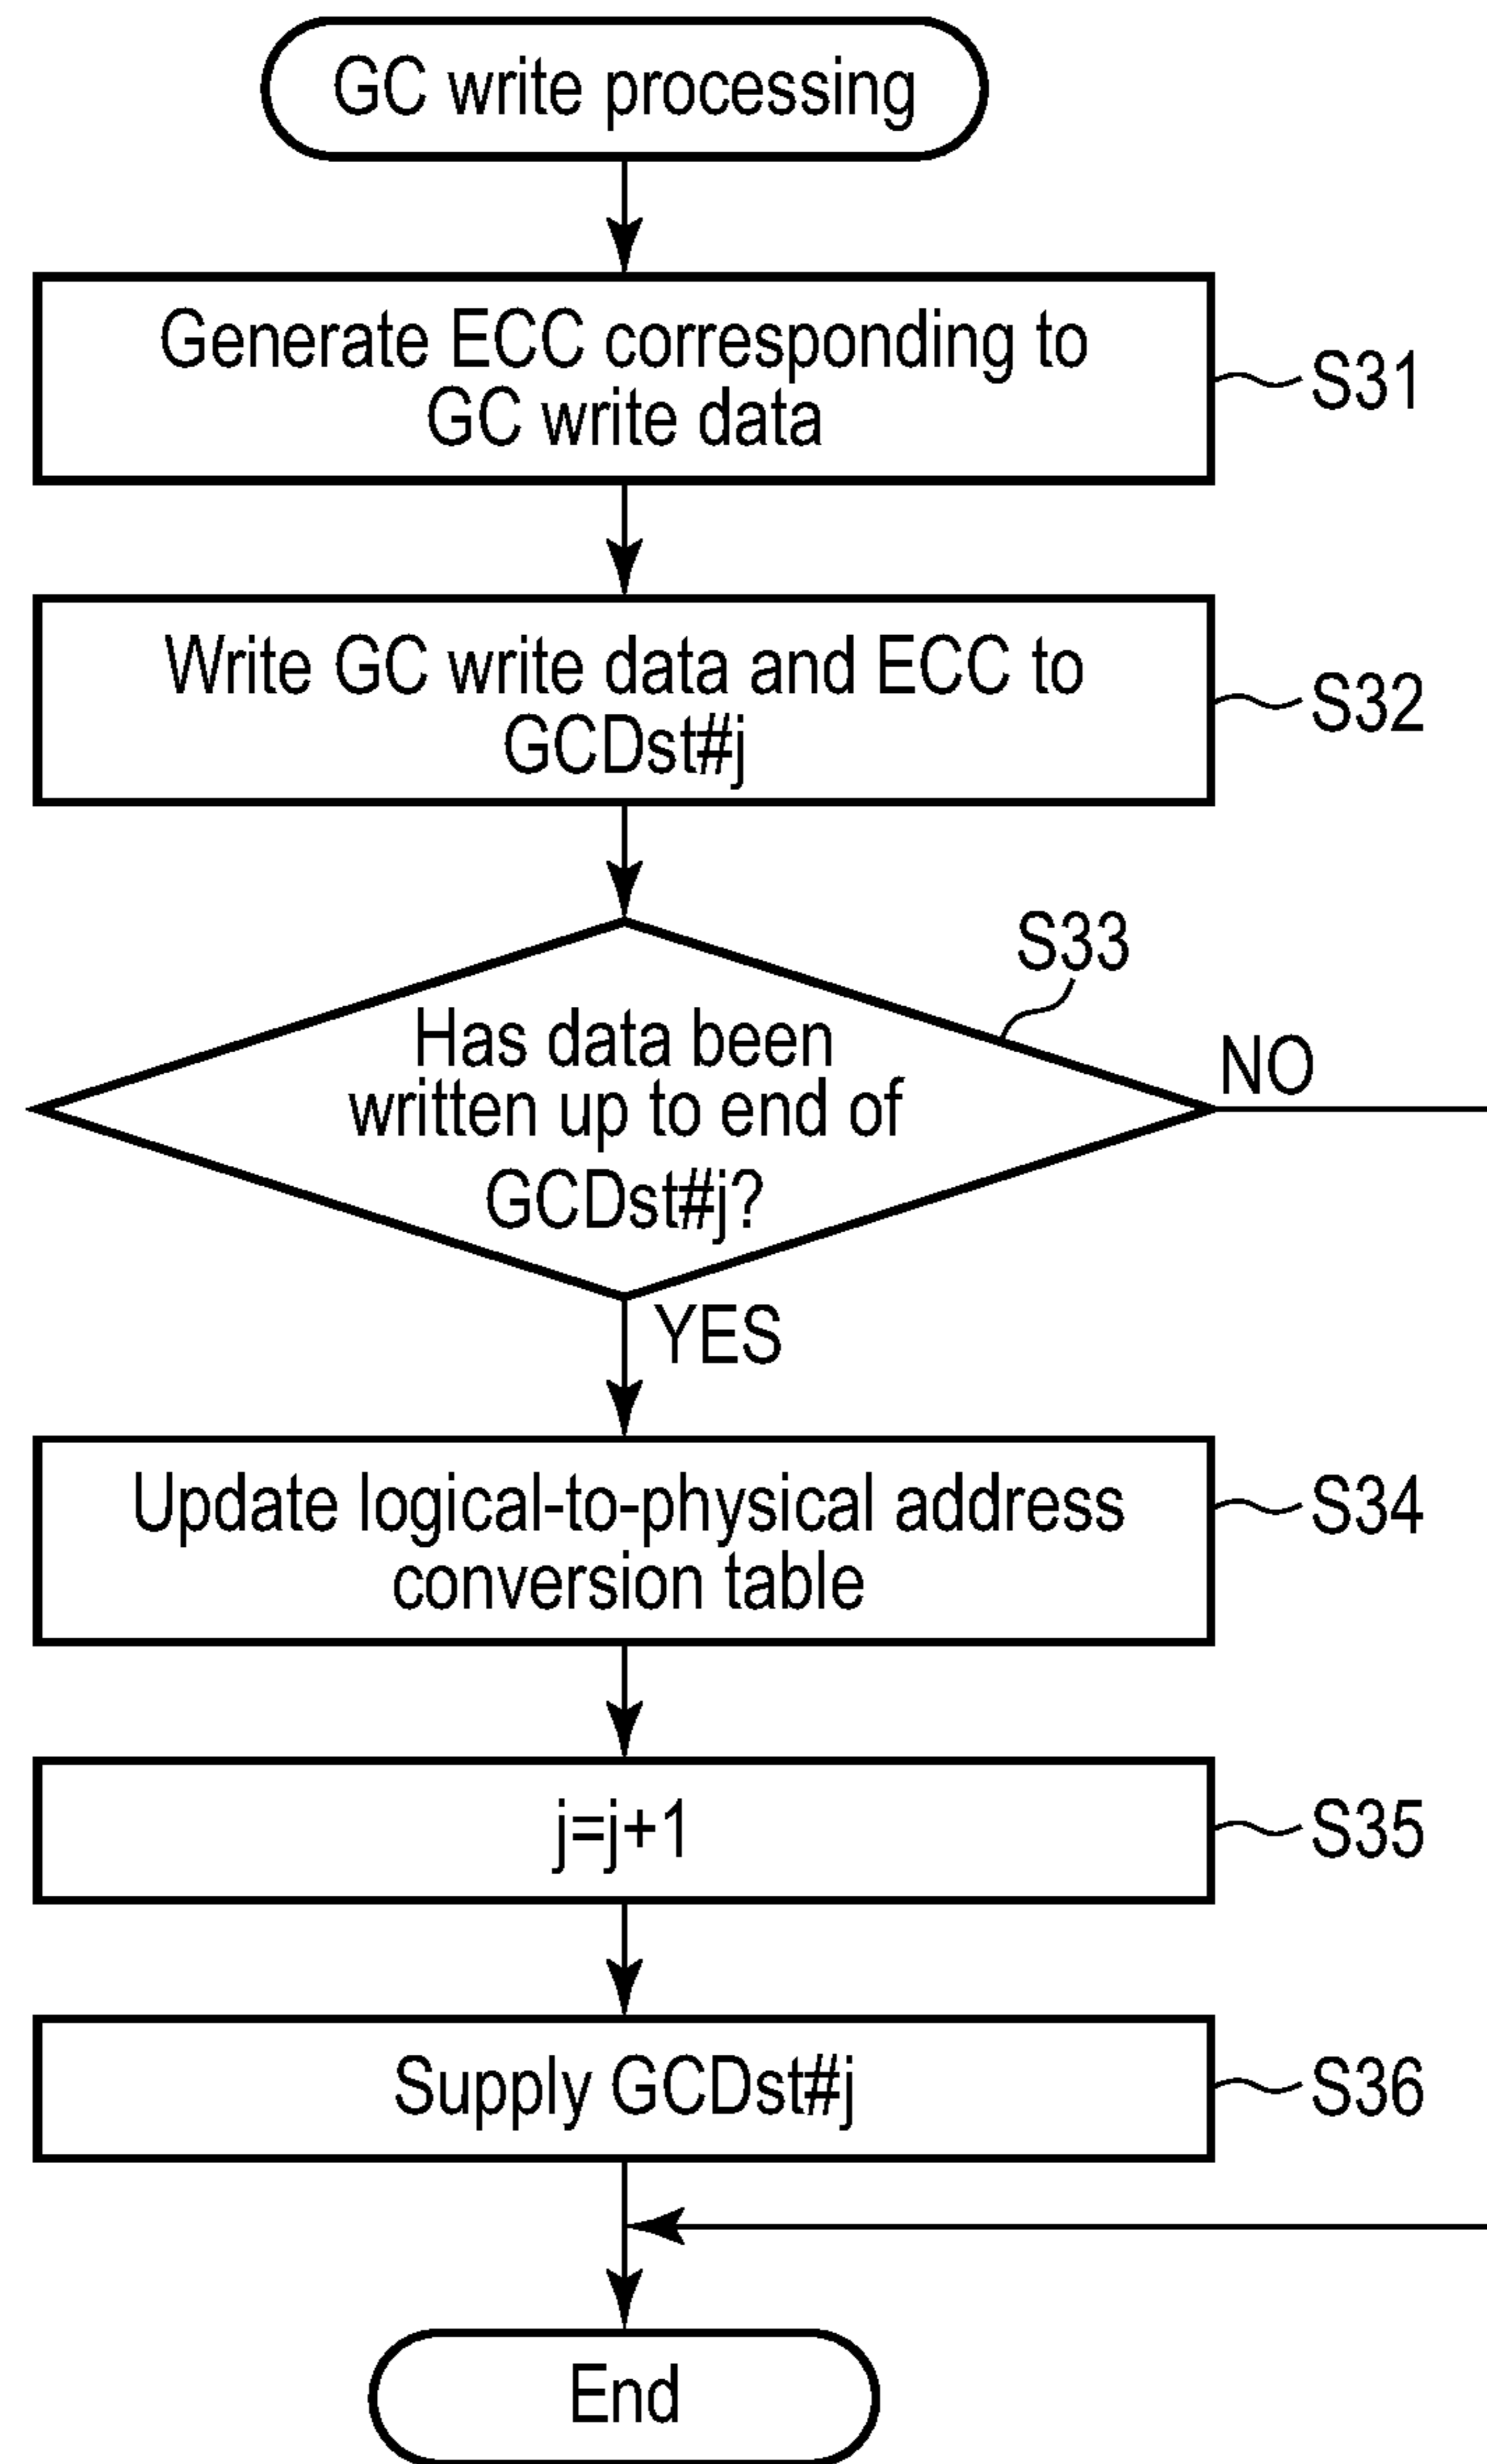 GC write processing
Generate ECC corresponding to
GC write data
S31
Write GC write data and ECC to
GCDst#j
S32
S33
Has data been
written up to end of
GCDst#j?
NO
YES
Update logical-to-physical address
conversion table
S34
j=j+1
S35
Supply GCDst#j
S36
End